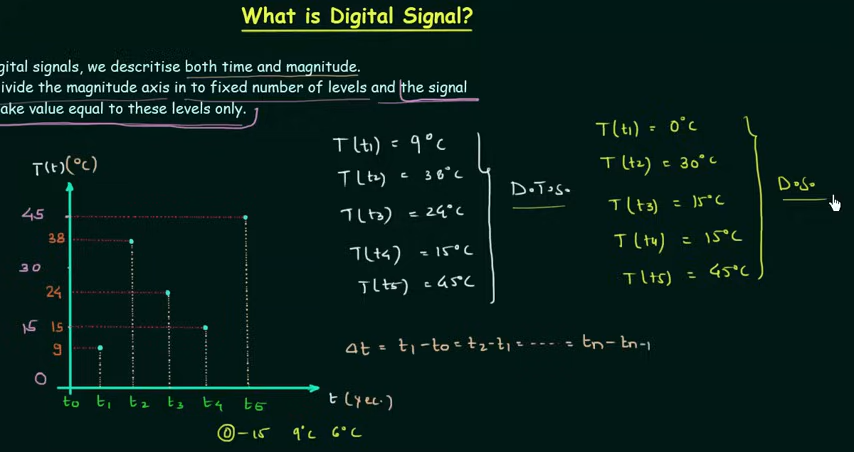 What is Digital Signal?
gital signals, we descritise both time and magnitude.
ivide the magnitude axis in to fixed number of levels and the signal
ake value equal to these levels only.
T(t1) = 9°C
T(t2) = 38°C
T(t3) = 24°C
T(t4) = 15°C
T(t5) = 45°C
D.T.S.
T(t1) = 0°C
T(t2) = 30°C
T(t3) = 15°C
T(t4) = 15°C
T(t5) = 45°C
D.S.
T(t)(°C)
45
38
30
24
15 15
9
0
t0 t1 t2 t3 t4 t5
t (sec.)
Δt = t1-t0 = t2-t1 = ---- = tn-tn-1
0-15 9°C 6°C